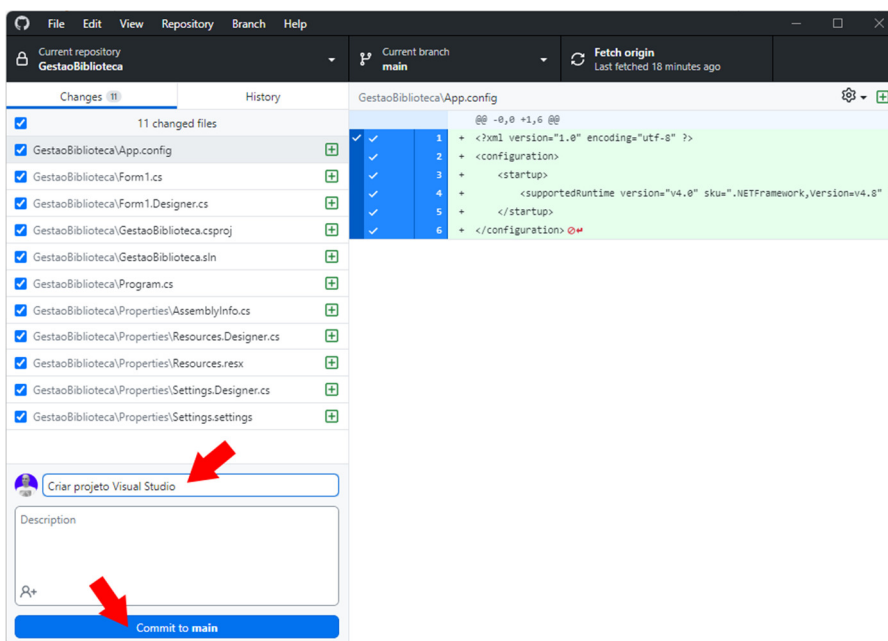 File Edit View Repository Branch Help
Current repository
GestaoBiblioteca
Current branch
main
Fetch origin
Last fetched 18 minutes ago
Changes 11
History
11 changed files
GestaoBiblioteca\App.config
GestaoBiblioteca\Form1.cs
GestaoBiblioteca\Form1.Designer.cs
GestaoBiblioteca\GestaoBiblioteca.csproj
GestaoBiblioteca\GestaoBiblioteca.sln
GestaoBiblioteca\Program.cs
GestaoBiblioteca\Properties\AssemblyInfo.cs
GestaoBiblioteca\Properties\Resources.Designer.cs
GestaoBiblioteca\Properties\Resources.resx
GestaoBiblioteca\Properties\Settings.Designer.cs
GestaoBiblioteca\Properties\Settings.settings
Criar projeto Visual Studio
Description
Commit to main
GestaoBiblioteca\App.config
@@ -0,0 +1,6 @@
1 + <?xml version="1.0" encoding="utf-8" ?>
2 + <configuration>
3 + <startup>
4 + <supportedRuntime version="v4.0" sku=".NETFramework,Version=v4.8"
5 + </startup>
6 + </configuration>